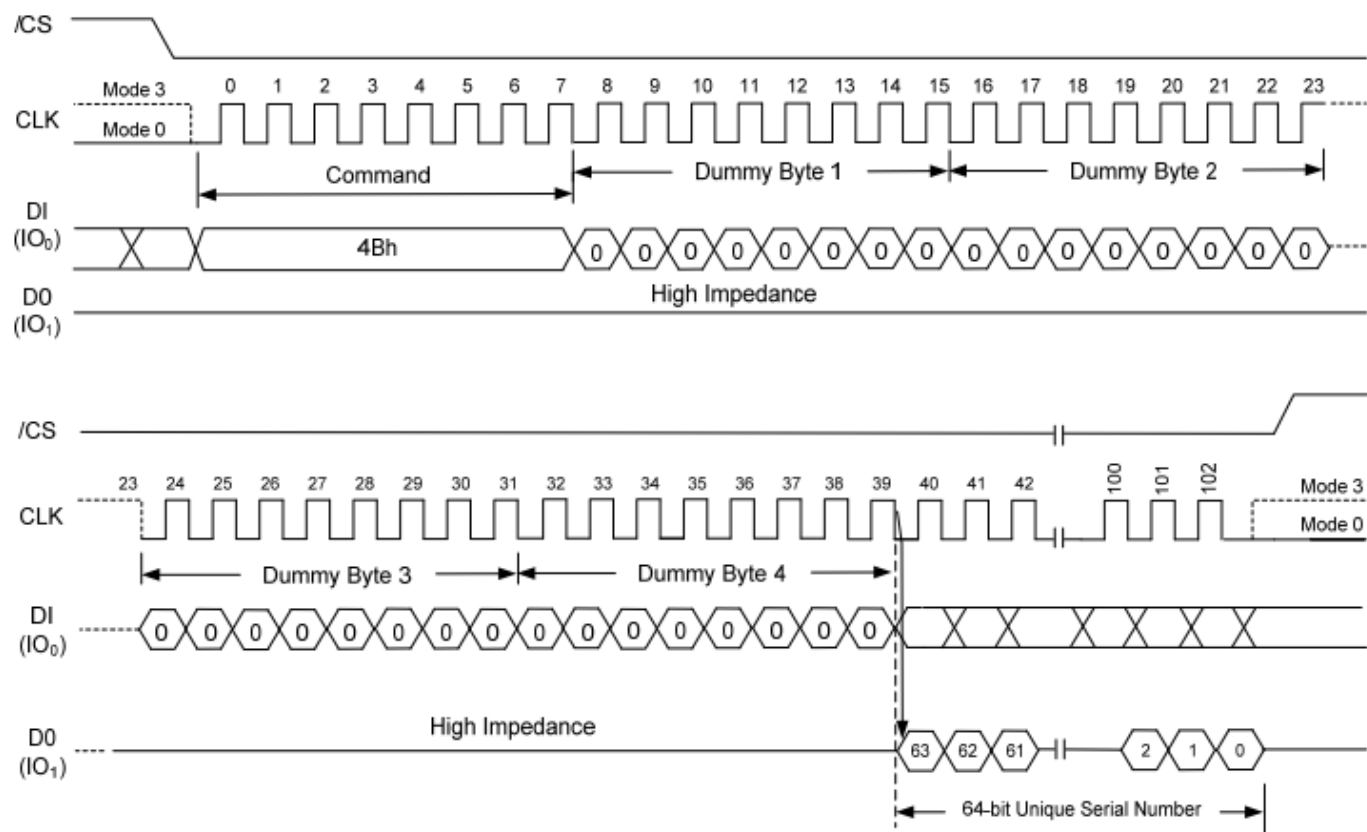 /CS
0 1 2 3 4 5 6 7 8 9 10 11 12 13 14 15 16 17 18 19 20 21 22 23
Mode 3
CLK
Mode 0
Command
Dummy Byte 1
Dummy Byte 2
DI
(IO₀)
4Bh
0 0 0 0 0 0 0 0 0 0 0 0 0 0 0 0
D0
(IO₁)
High Impedance
/CS
23 24 25 26 27 28 29 30 31 32 33 34 35 36 37 38 39 40 41 42 100 101 102
Mode 3
CLK
Mode 0
Dummy Byte 3
Dummy Byte 4
DI
(IO₀)
0 0 0 0 0 0 0 0 0 0 0 0 0 0 0 0
High Impedance
D0
(IO₁)
63 62 61 2 1 0
64-bit Unique Serial Number